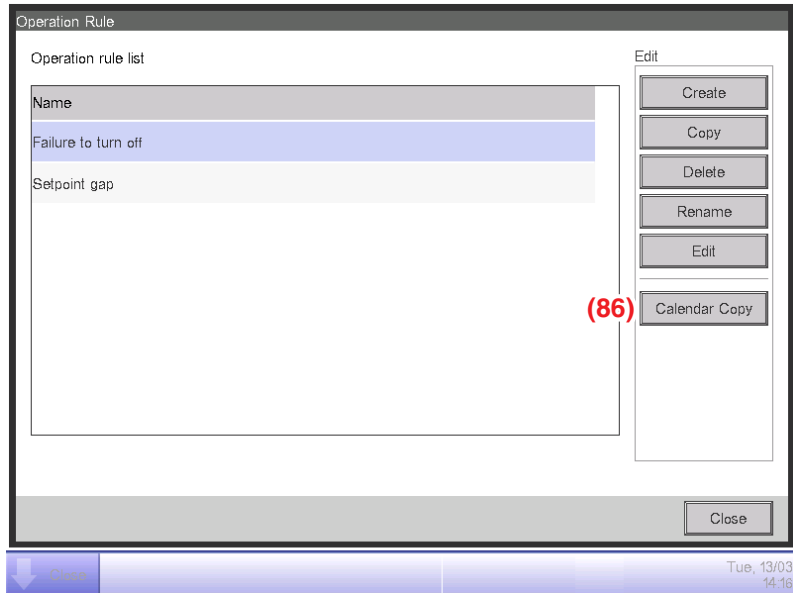 Operation Rule
Operation rule list
Edit
Name
Failure to turn off
Setpoint gap
Create
Copy
Delete
Rename
Edit
(86) Calendar Copy
Close
Tue, 13/03
14:16